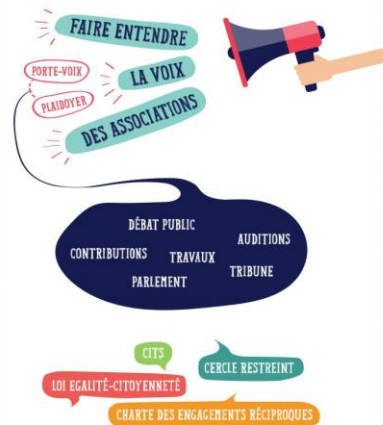 FAIRE ENTENDRE
PORTE-VOIX
LA VOIX
PLAIDOYER
DES ASSOCIATIONS
DÉBAT PUBLIC
AUDITIONS
CONTRIBUTIONS
TRAVAUX
TRIBUNE
PARLEMENT
CITS
CERCLE RESTREINT
LOI EGALITÉ-CITOYENNETÉ
CHARTE DES ENGAGEMENTS RÉCIPROQUES